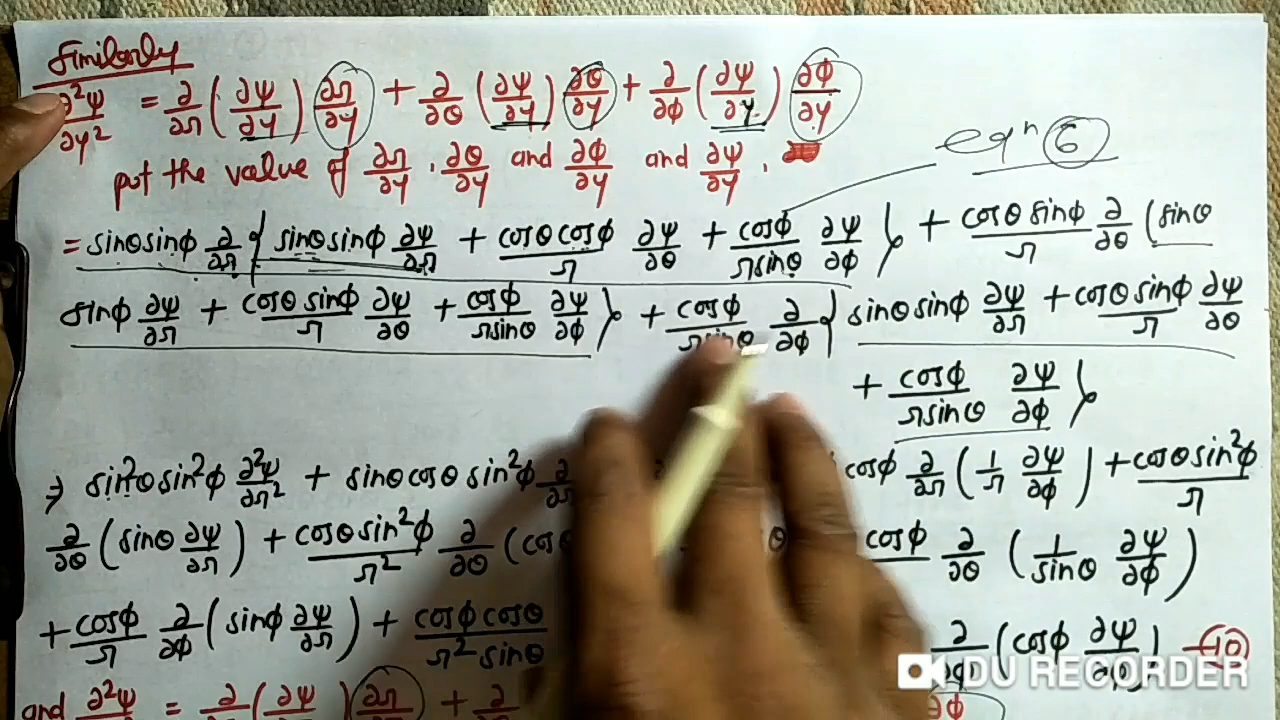 Similarly
∂²ψ/∂y² = ∂/∂r (∂ψ/∂y) ∂r/∂y + ∂/∂θ (∂ψ/∂y) ∂θ/∂y + ∂/∂φ (∂ψ/∂y) ∂φ/∂y
eqⁿ 6
put the value of ∂r/∂y , ∂θ/∂y and ∂φ/∂y and ∂ψ/∂y .
= sinθ sinφ ∂/∂r { sinθ sinφ ∂ψ/∂r + cosθ cosφ/r ∂ψ/∂θ + cosφ/r sinθ ∂ψ/∂φ } + cosθ sinφ/r ∂/∂θ (sinθ
sinφ ∂ψ/∂r + cosθ sinφ/r ∂ψ/∂θ + cosφ/r sinθ ∂ψ/∂φ } + cosφ/r sinθ ∂/∂φ { sinθ sinφ ∂ψ/∂r + cosθ sinφ/r ∂ψ/∂θ
+ cosφ/r sinθ ∂ψ/∂φ }
⇒ sin²θ sin²φ ∂²ψ/∂r² + sinθ cosθ sin²φ cosφ ∂/∂r (1/r ∂ψ/∂φ) + cosθ sin²φ/r
∂/∂θ (sinθ ∂ψ/∂r) + cosθ sin²φ/r² ∂/∂θ ( cosφ ∂/∂θ (1/sinθ ∂ψ/∂φ)
+ cosφ/r ∂/∂φ (sinφ ∂ψ/∂r) + cosφ cosθ/r² sinθ ∂/∂φ (cosφ ∂ψ/∂φ) 10
and ∂²ψ = ∂/∂r (∂ψ) ∂r + ∂ ∂φ
DU RECORDER